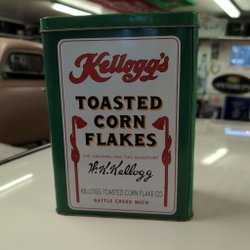 Kellogg's
TOASTED
CORN
FLAKES
THE ORIGINAL HAS THIS SIGNATURE
W.K. Kellogg
KELLOGG TOASTED CORN FLAKE CO
BATTLE CREEK MICH